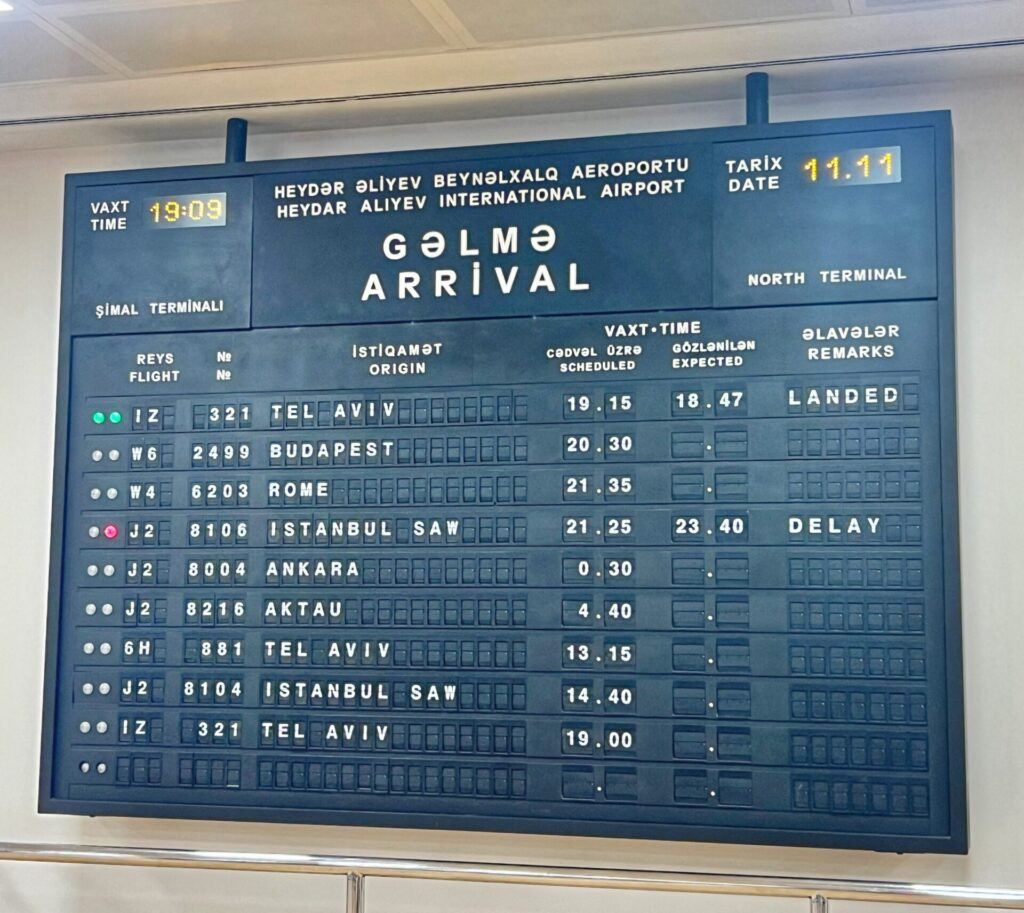 VAXT
TIME
19:09
HEYDƏR ƏLİYEV BEYNƏLXALQ AEROPORTU
HEYDAR ALIYEV INTERNATIONAL AIRPORT
TARİX
DATE
11.11
GƏLMƏ
ARRİVAL
ŞİMAL TERMİNALI
NORTH TERMINAL
REYS №
FLIGHT №
İSTİQAMƏT
ORIGIN
VAXT·TIME
CƏDVƏL ÜZRƏ
SCHEDULED
GÖZLƏNİLƏN
EXPECTED
ƏLAVƏLƏR
REMARKS
IZ 321 TEL AVIV 19.15 18.47 LANDED
W6 2499 BUDAPEST 20.30 .
W4 6203 ROME 21.35 .
J2 8106 ISTANBUL SAW 21.25 23.40 DELAY
J2 8004 ANKARA 0.30 .
J2 8216 AKTAU 4.40 .
6H 881 TEL AVIV 13.15 .
J2 8104 ISTANBUL SAW 14.40 .
IZ 321 TEL AVIV 19.00 .
. .